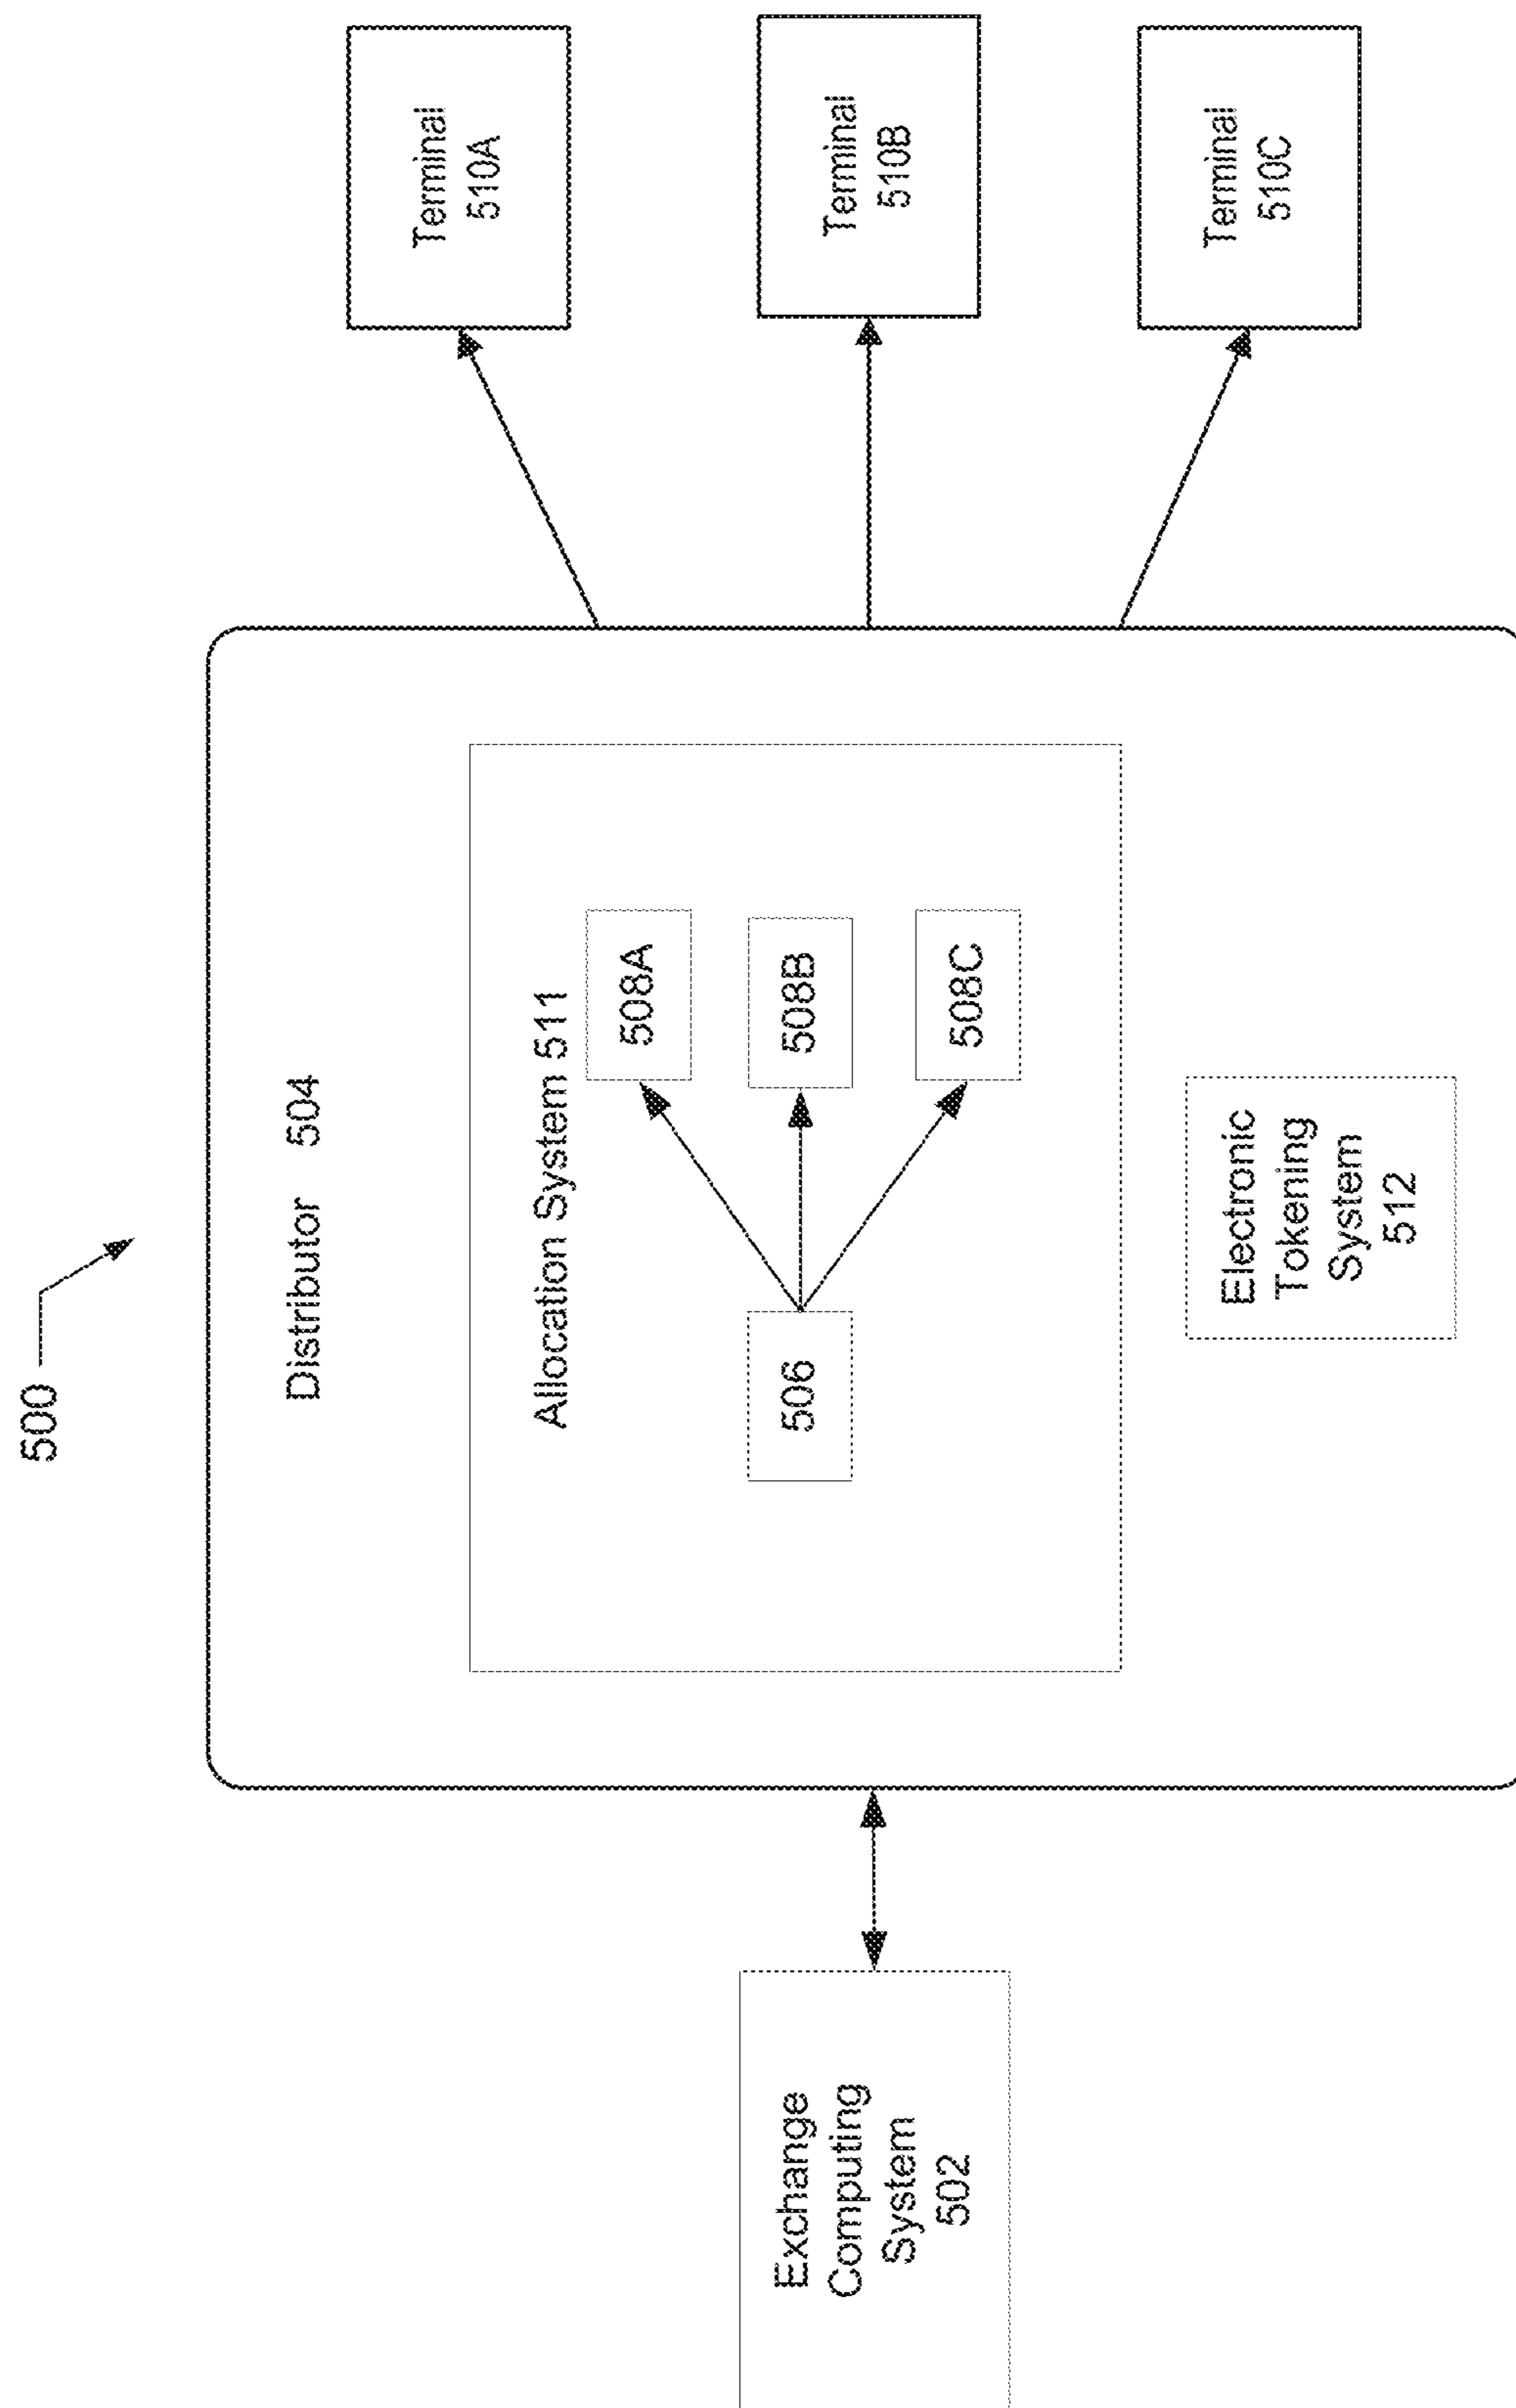 500
Distributor 504
Allocation System 511
506
508A
508B
508C
Electronic
Tokening
System
512
Exchange
Computing
System
502
Terminal
510A
Terminal
510B
Terminal
510C